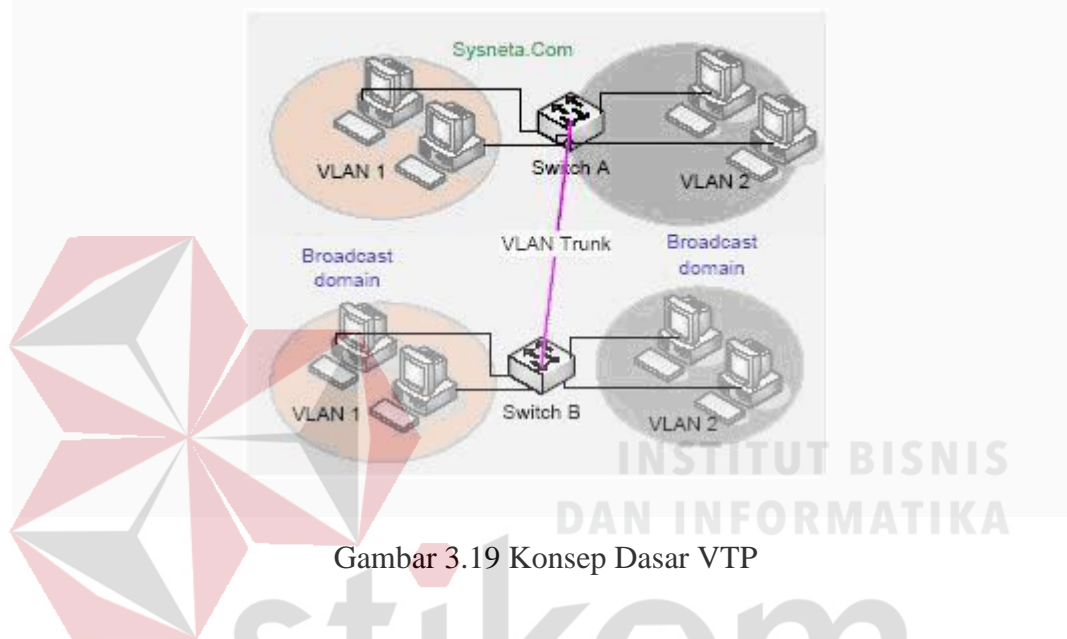 Sysneta.Com
VLAN 1
Switch A
VLAN 2
VLAN Trunk
Broadcast
domain
Broadcast
domain
VLAN 1
Switch B
VLAN 2
INSTITUT BISNIS
DAN INFORMATIKA
Gambar 3.19 Konsep Dasar VTP
stikom